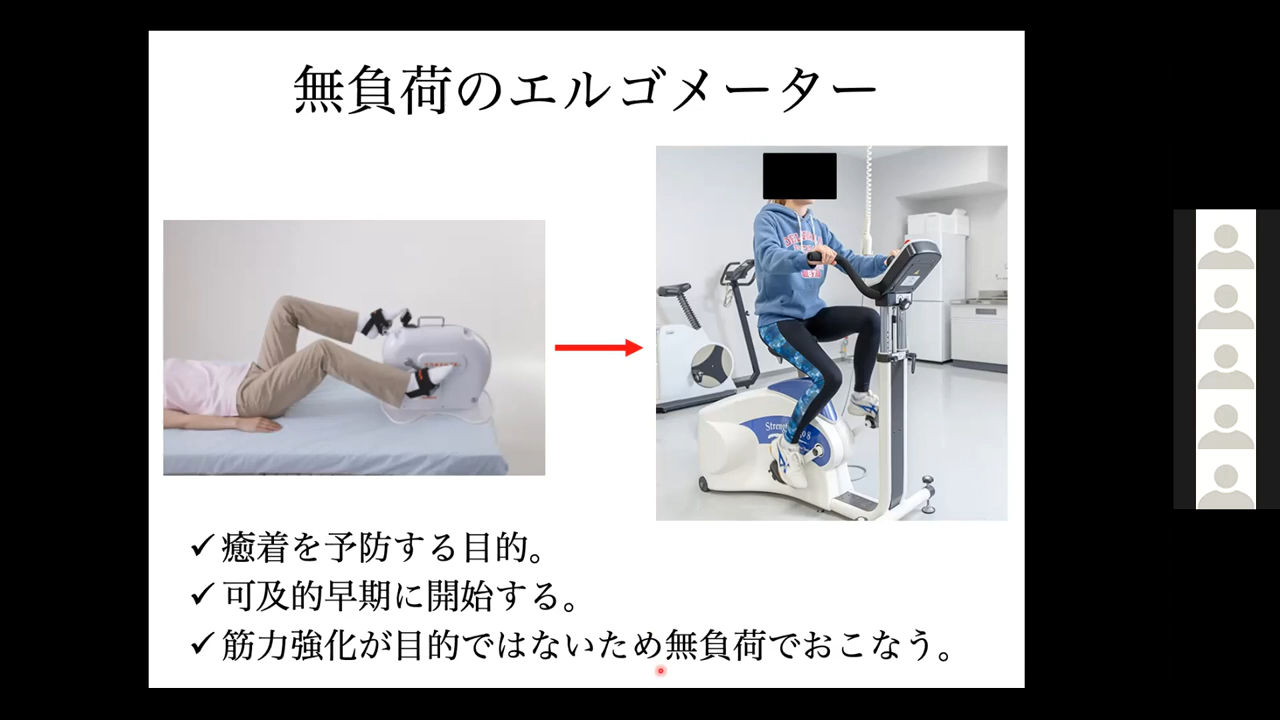 無負荷のエルゴメーター
✓癒着を予防する目的。
✓可及的早期に開始する。
✓筋力強化が目的ではないため無負荷でおこなう。